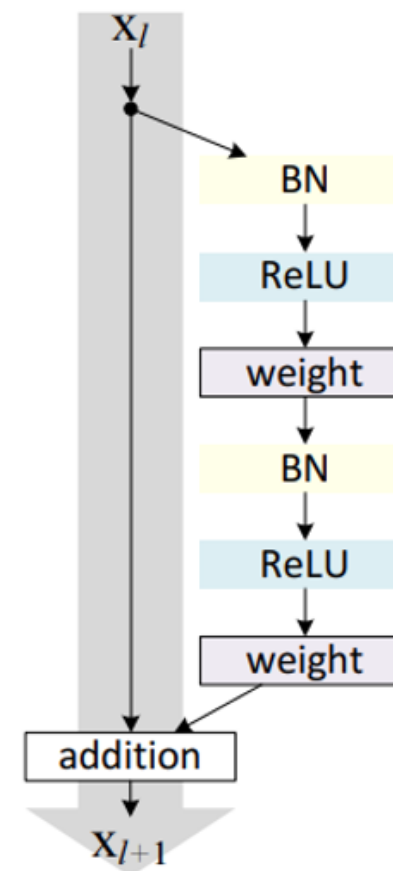 x_l
BN
ReLU
weight
BN
ReLU
weight
addition
x_{l+1}